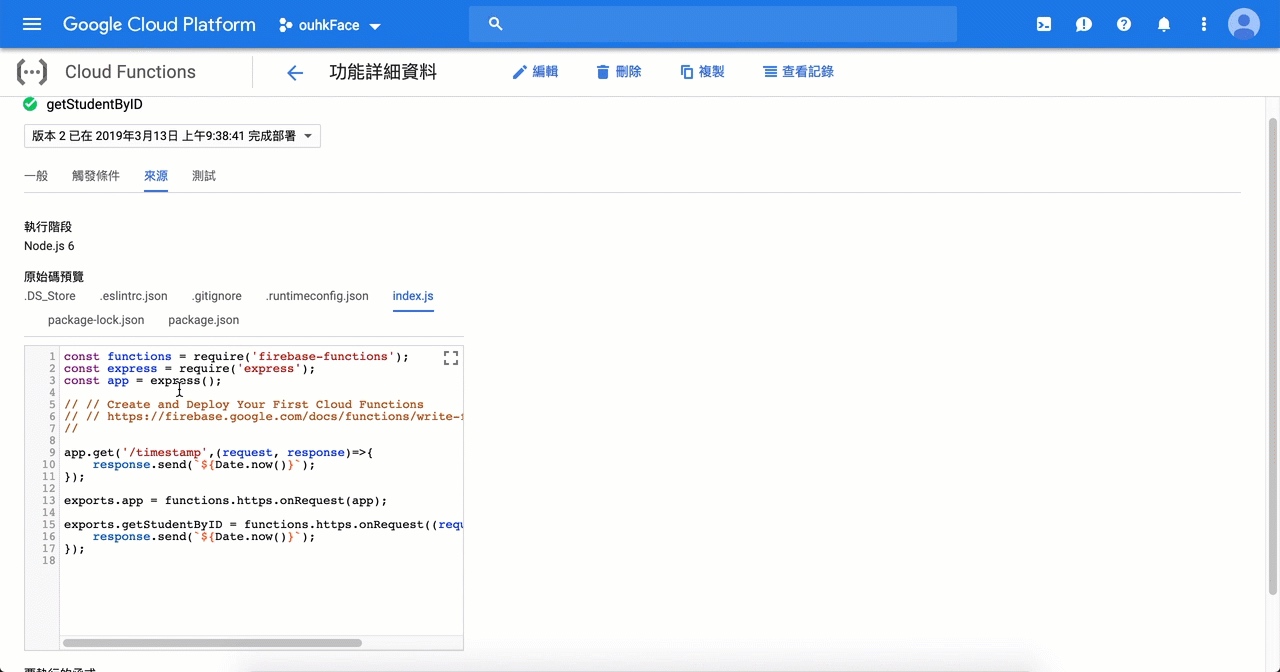 Google Cloud Platform ouhkFace
Cloud Functions 功能詳細資料 編輯 刪除 複製 查看記錄
getStudentByID
版本 2 已在 2019年3月13日 上午9:38:41 完成部署
一般 觸發條件 來源 測試
執行階段
Node.js 6
原始碼預覽
.DS_Store .eslintrc.json .gitignore .runtimeconfig.json index.js
package-lock.json package.json
1 const functions = require('firebase-functions');
2 const express = require('express');
3 const app = express();
4
5 // // Create and Deploy Your First Cloud Functions
6 // // https://firebase.google.com/docs/functions/write-f
7 //
8
9 app.get('/timestamp',(request, response)=>{
10 response.send(`${Date.now()}`);
11 });
12
13 exports.app = functions.https.onRequest(app);
14
15 exports.getStudentByID = functions.https.onRequest((requ
16 response.send(`${Date.now()}`);
17 });
18